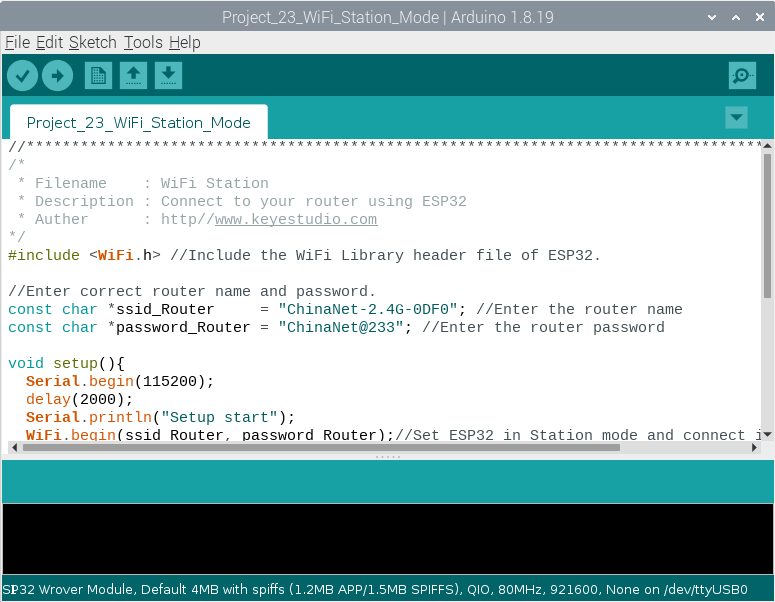 Project_23_WiFi_Station_Mode | Arduino 1.8.19
File Edit Sketch Tools Help
Project_23_WiFi_Station_Mode
//**********************************************************************************
/*
 * Filename    : WiFi Station
 * Description : Connect to your router using ESP32
 * Auther      : http//www.keyestudio.com
*/
#include <WiFi.h> //Include the WiFi Library header file of ESP32.
//Enter correct router name and password.
const char *ssid_Router     = "ChinaNet-2.4G-0DF0"; //Enter the router name
const char *password_Router = "ChinaNet@233"; //Enter the router password
void setup(){
  Serial.begin(115200);
  delay(2000);
  Serial.println("Setup start");
  WiFi.begin(ssid_Router, password_Router);//Set ESP32 in Station mode and connect i
SP32 Wrover Module, Default 4MB with spiffs (1.2MB APP/1.5MB SPIFFS), QIO, 80MHz, 921600, None on /dev/ttyUSB0